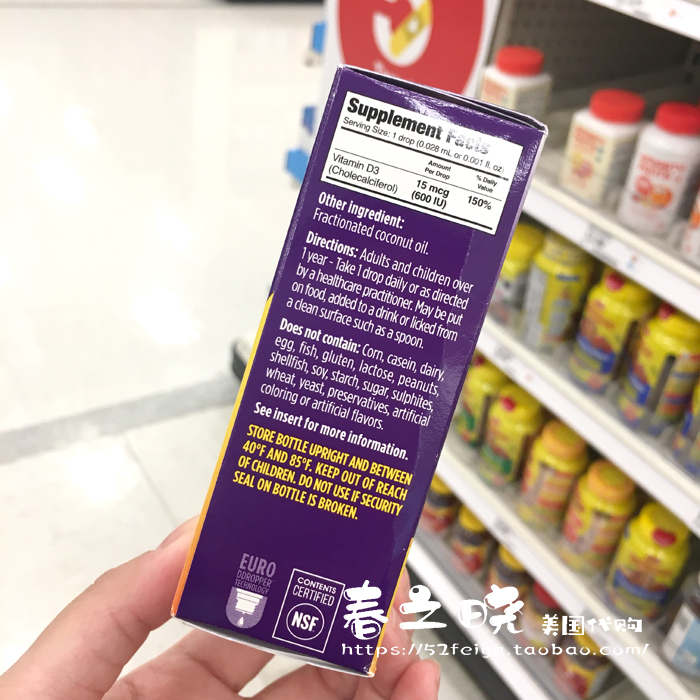 Supplement Facts
Serving Size: 1 drop (0.028 mL or 0.001 fl. oz)
Amount Per Drop
% Daily Value
Vitamin D3 (Cholecalciferol)
15 mcg (600 IU)
150%
Other ingredient:
Fractionated coconut oil.
Directions: Adults and children over
1 year - Take 1 drop daily or as directed
by a healthcare practitioner. May be put
on food, added to a drink or licked from
a clean surface such as a spoon.
Does not contain: Corn, casein, dairy,
egg, fish, gluten, lactose, peanuts,
shellfish, soy, starch, sugar, sulphites,
wheat, yeast, preservatives, artificial
coloring or artificial flavors.
See insert for more information.
STORE BOTTLE UPRIGHT AND BETWEEN
40°F AND 85°F. KEEP OUT OF REACH
OF CHILDREN. DO NOT USE IF SECURITY
SEAL ON BOTTLE IS BROKEN.
EURO
DDROPPER
TECHNOLOGY
CONTENTS
CERTIFIED
NSF
春之晓 美国代购
https://52feiya.taobao.com/